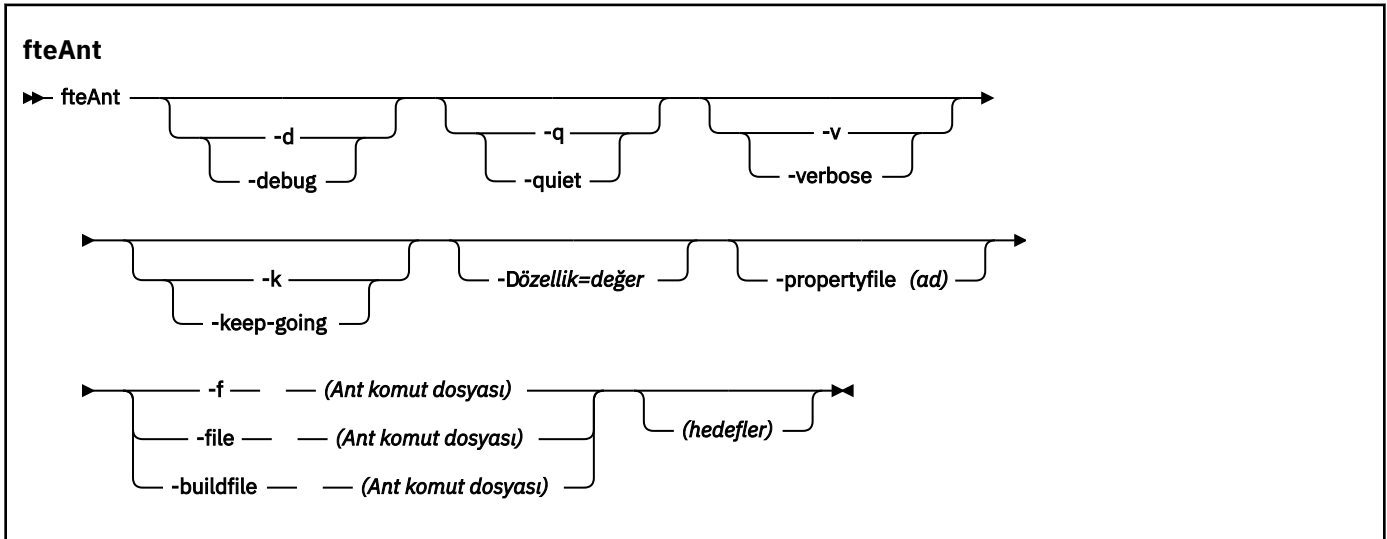 fteAnt
fteAnt
-d
-debug
-q
-quiet
-v
-verbose
-k
-keep-going
-Dözellik=değer
-propertyfile (ad)
-f (Ant komut dosyası)
-file (Ant komut dosyası)
-buildfile (Ant komut dosyası)
(hedefler)